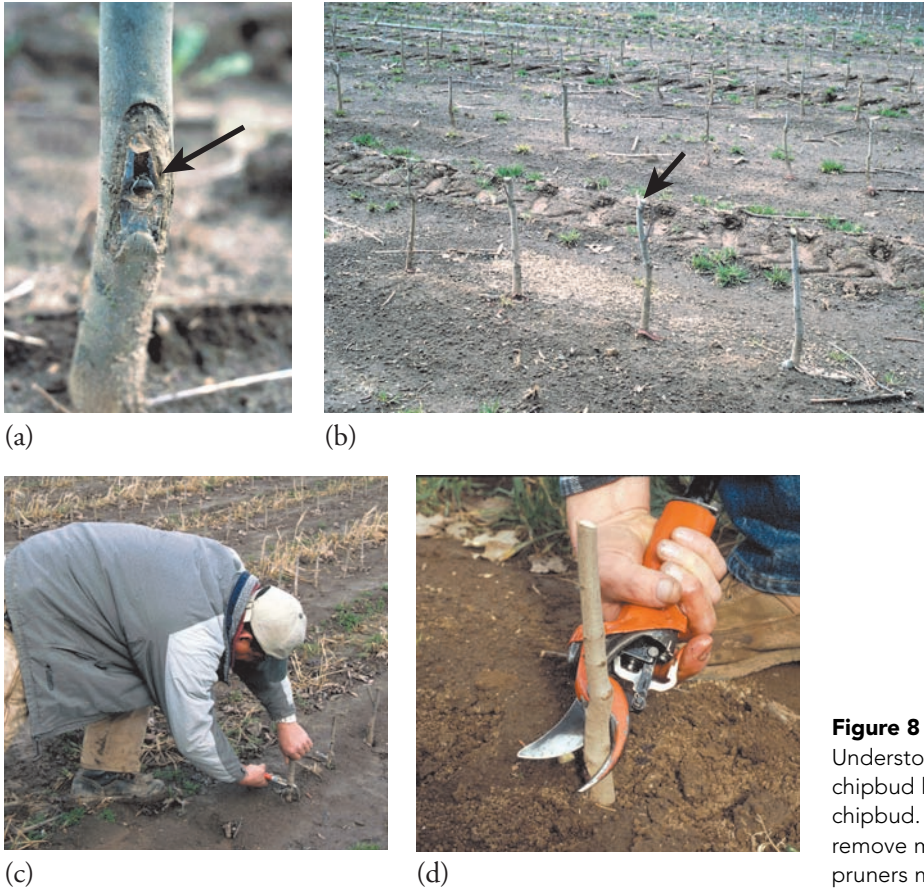 (a)
(b)
(c)
(d)
Figure 8
Understo
chipbud
chipbud.
remove
pruners